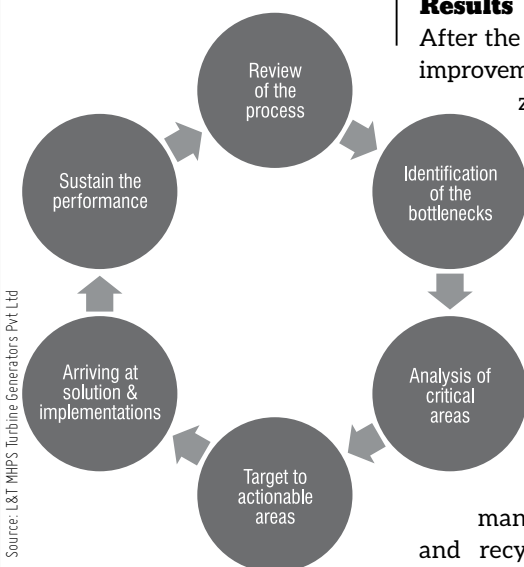 Results
After the
improvem
z
Review
of the
process
Identification
of the
bottlenecks
Analysis of
critical
areas
Target to
actionable
areas
Arriving at
solution &
implementations
Sustain the
performance
man
and recy
Source: L&T MHPS Turbine Generators Pvt Ltd